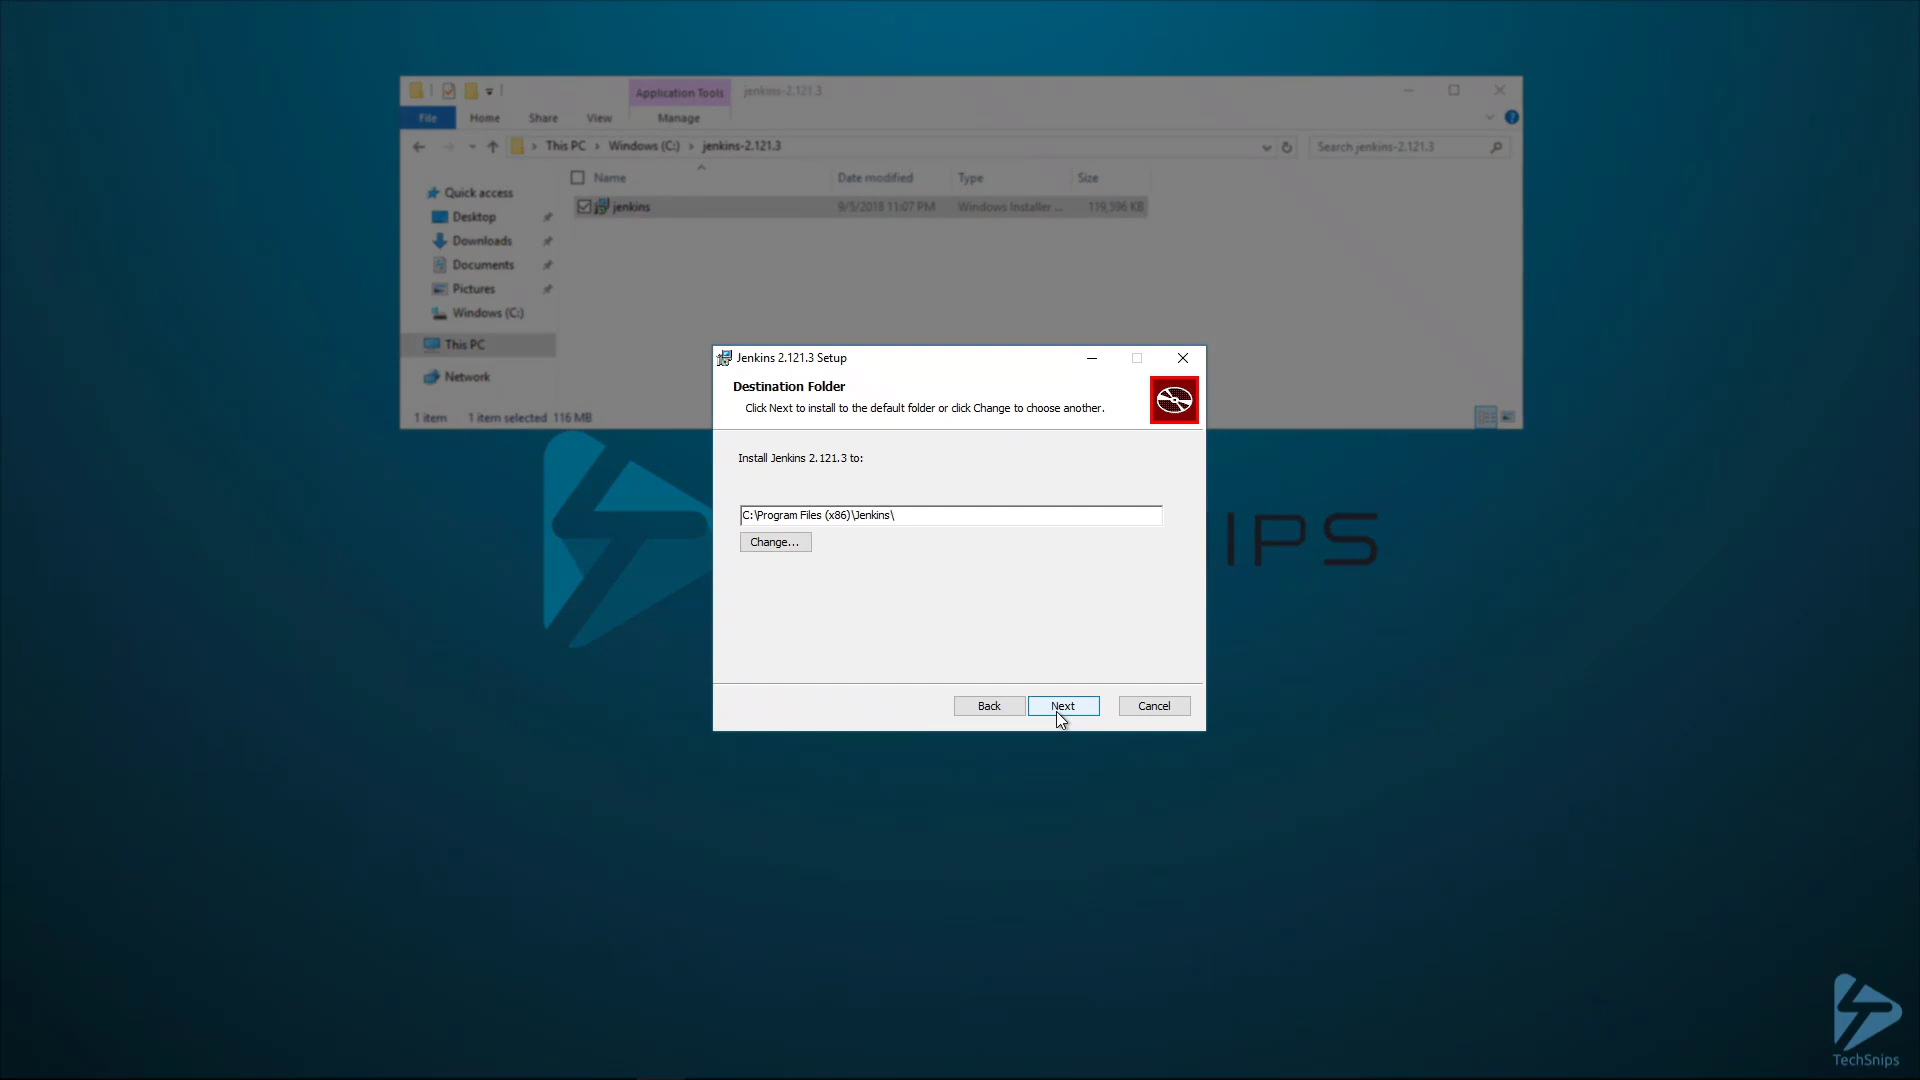 Application Tools
jenkins-2.121.3
File
Home
Share
View
Manage
This PC
Windows (C:)
jenkins-2.121.3
Search jenkins-2.121.3
Name
Date modified
Type
Size
Quick access
jenkins
9/5/2018 11:07 PM
Windows Installer ...
119,396 KB
Desktop
Downloads
Documents
Pictures
Windows (C:)
This PC
Network
1 item
1 item selected 116 MB
Jenkins 2.121.3 Setup
Destination Folder
Click Next to install to the default folder or click Change to choose another.
Install Jenkins 2.121.3 to:
C:\Program Files (x86)\Jenkins\
Change...
Back
Next
Cancel
IPS
TechSnips